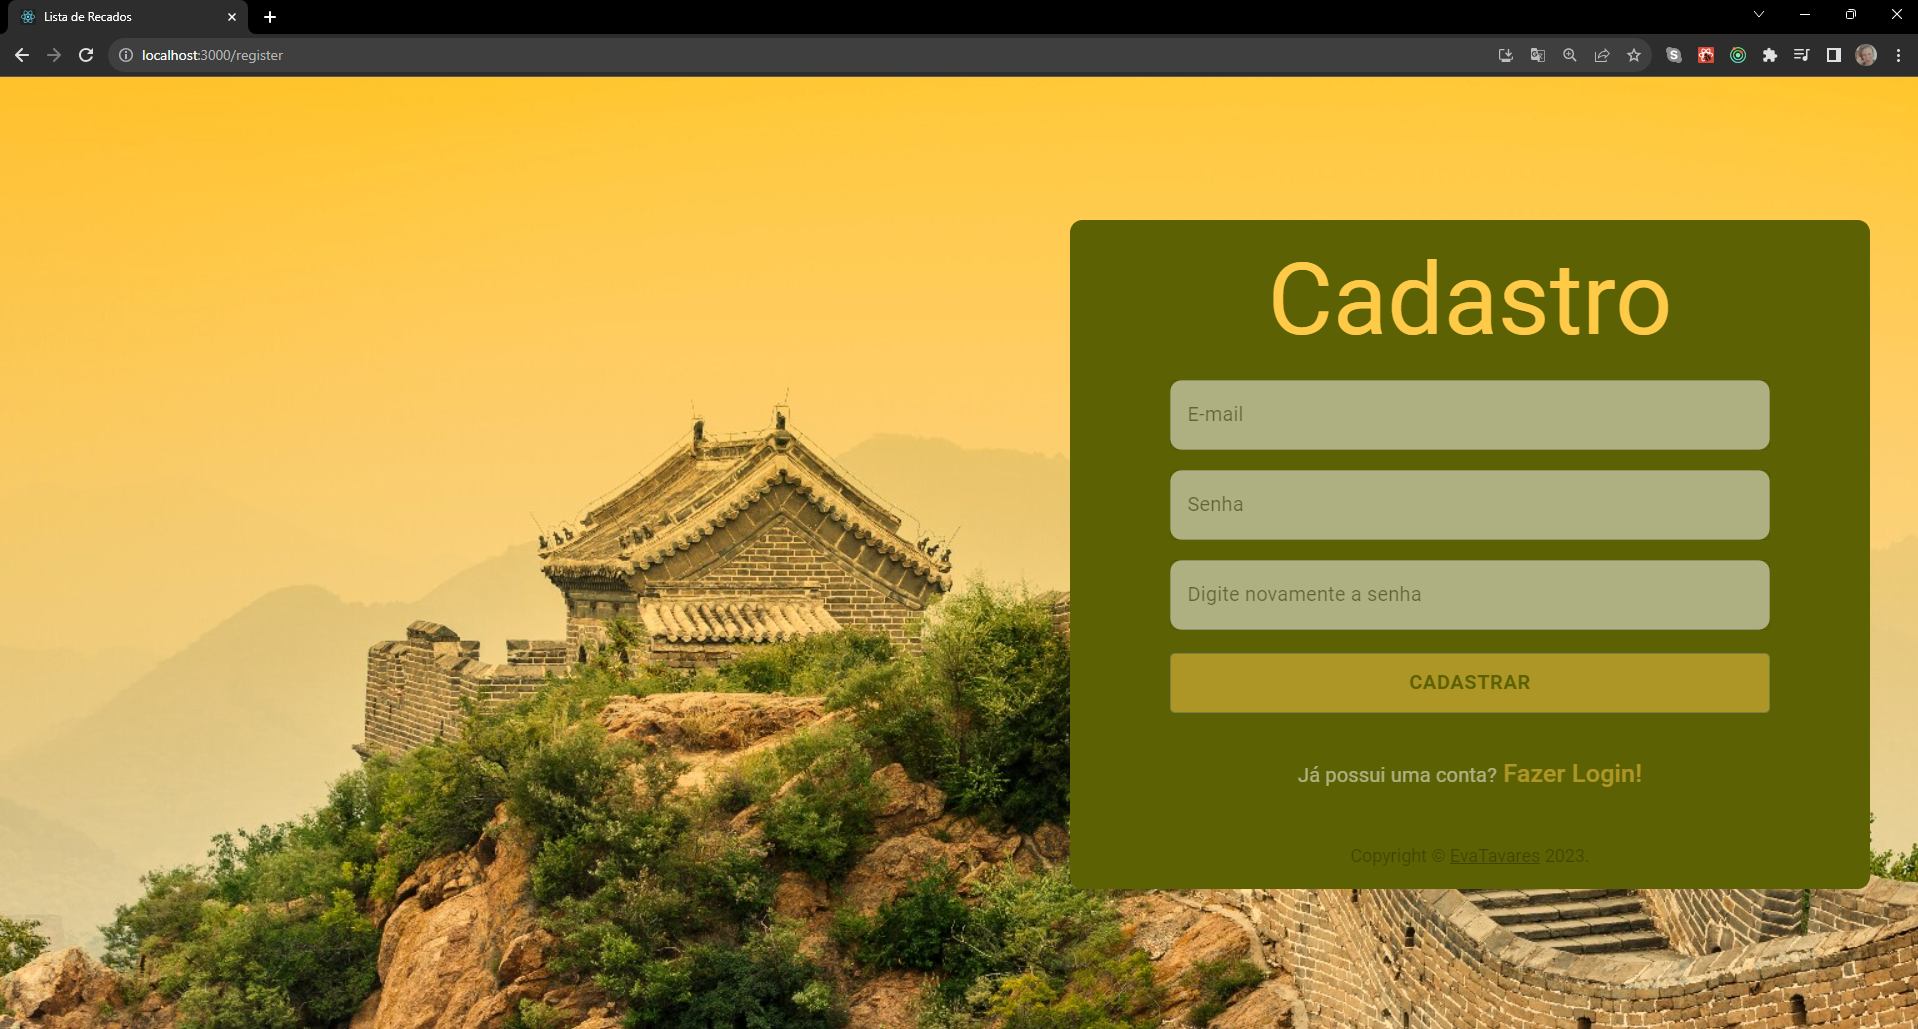 Lista de Recados
localhost:3000/register
Cadastro
E-mail
Senha
Digite novamente a senha
CADASTRAR
Já possui uma conta? Fazer Login!
Copyright © EvaTavares 2023.